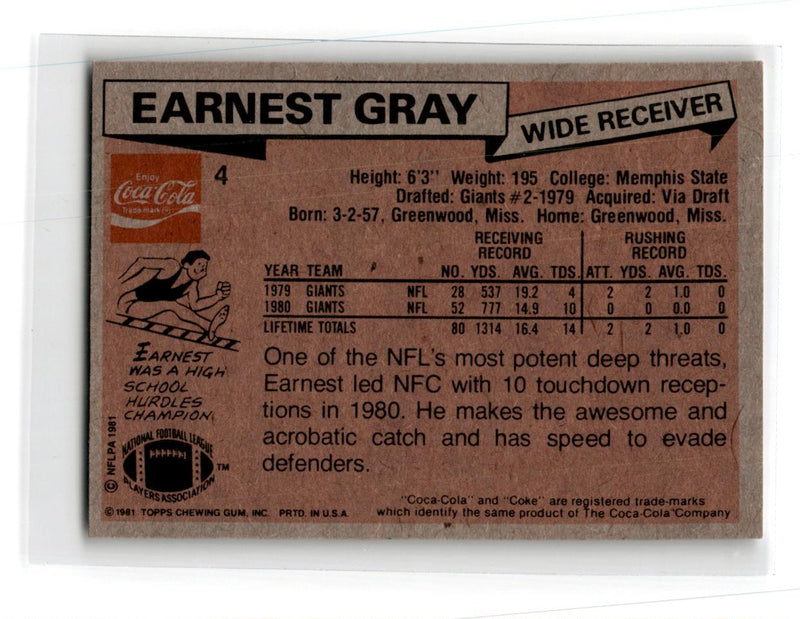 EARNEST GRAY
WIDE RECEIVER
Enjoy
Coca-Cola
Trade-mark
4
Height: 6'3" Weight: 195 College: Memphis State
Drafted: Giants #2-1979 Acquired: Via Draft
Born: 3-2-57, Greenwood, Miss. Home: Greenwood, Miss.
RECEIVING RUSHING
RECORD RECORD
YEAR TEAM NO. YDS. AVG. TDS. ATT. YDS. AVG. TDS.
1979 GIANTS NFL 28 537 19.2 4 2 2 1.0 0
1980 GIANTS NFL 52 777 14.9 10 0 0 0.0 0
LIFETIME TOTALS 80 1314 16.4 14 2 2 1.0 0
EARNEST
WAS A HIGH
SCHOOL
HURDLES
CHAMPION.
One of the NFL's most potent deep threats,
Earnest led NFC with 10 touchdown recep-
tions in 1980. He makes the awesome and
acrobatic catch and has speed to evade
defenders.
© NFLPA 1981
NATIONAL FOOTBALL LEAGUE
PLAYERS ASSOCIATION
TM
"Coca-Cola" and "Coke" are registered trade-marks
which identify the same product of The Coca-Cola Company
© 1981 TOPPS CHEWING GUM, INC. PRTD. IN U.S.A.